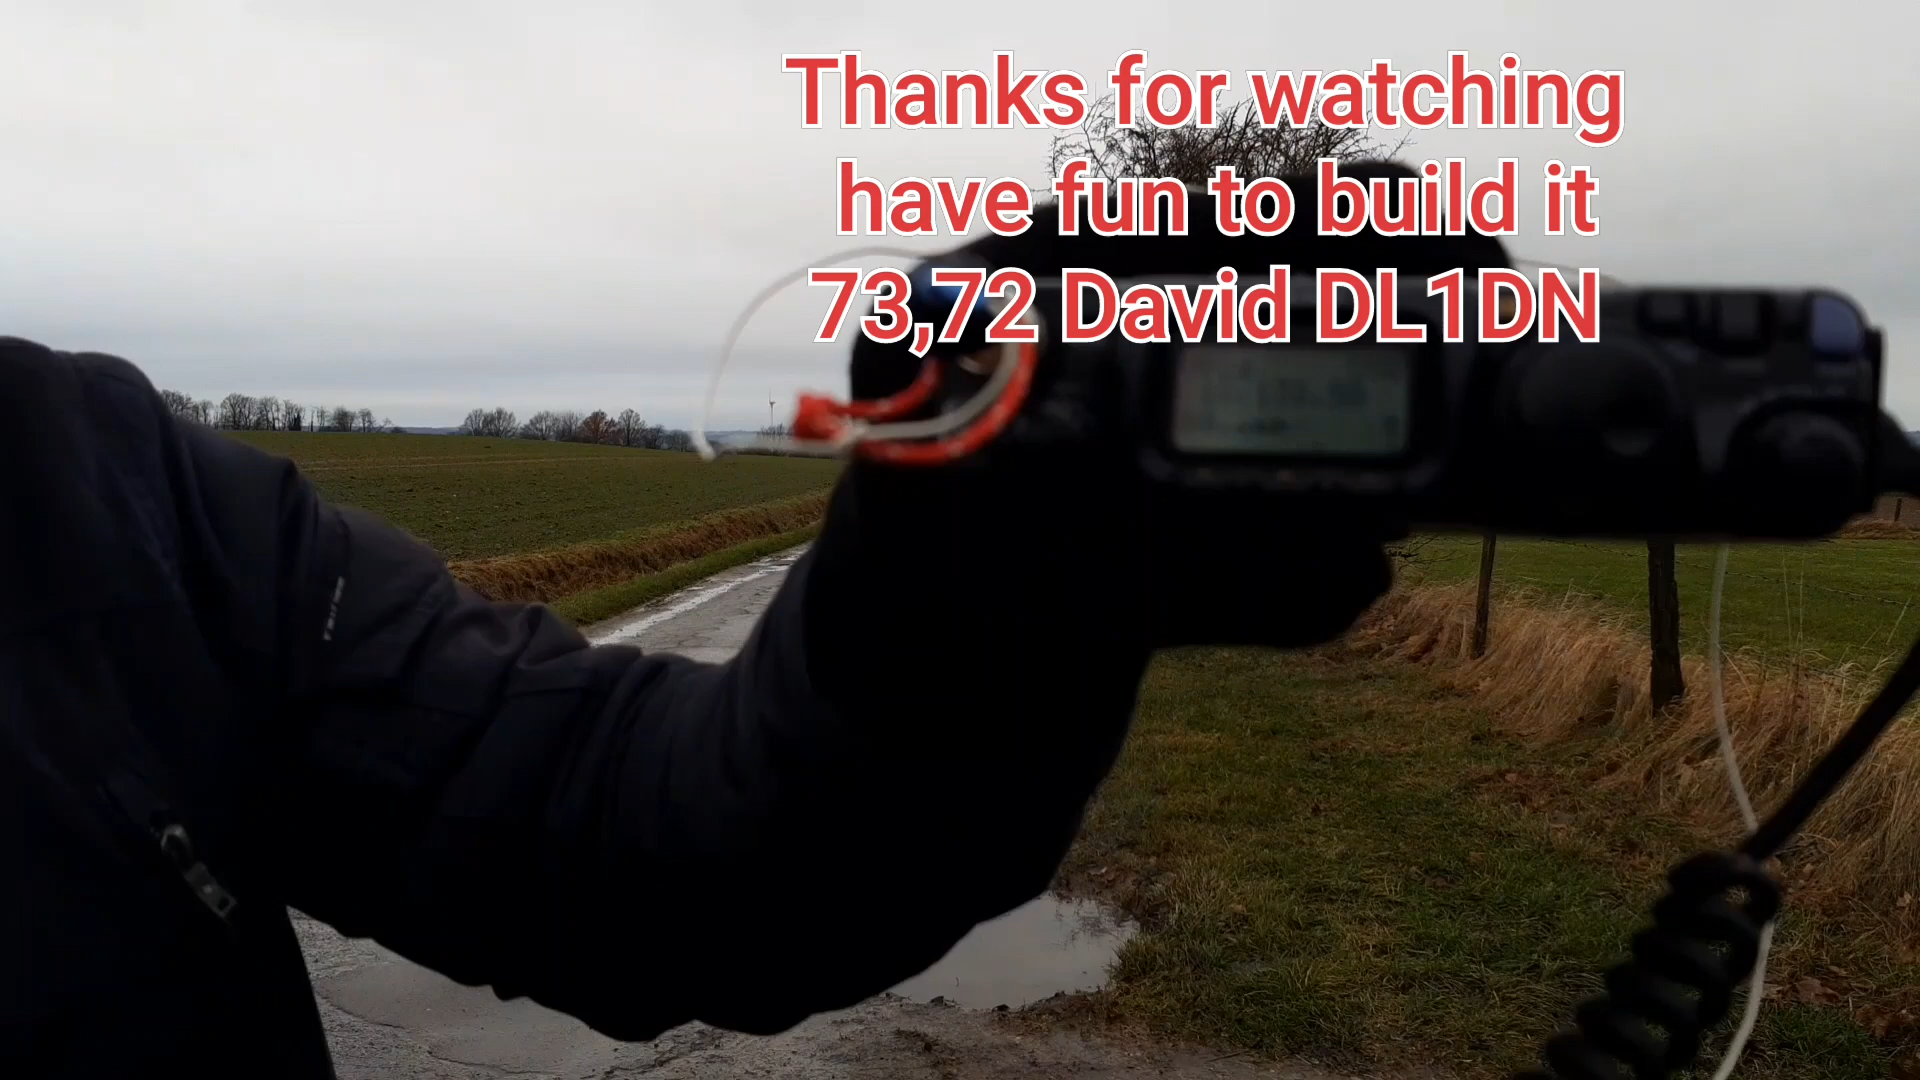 Thanks for watching
have fun to build it
73,72 David DL1DN